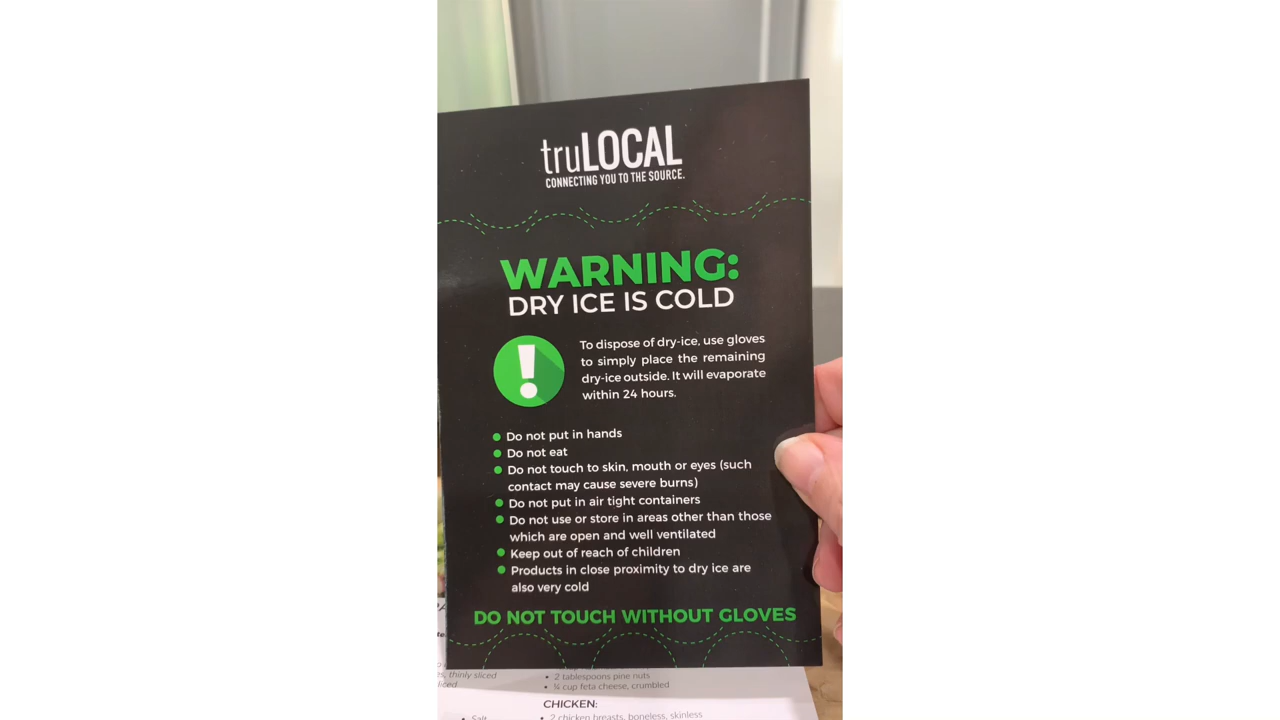 truLOCAL
CONNECTING YOU TO THE SOURCE.
WARNING:
DRY ICE IS COLD
To dispose of dry-ice, use gloves
to simply place the remaining
dry-ice outside. It will evaporate
within 24 hours.
Do not put in hands
Do not eat
Do not touch to skin, mouth or eyes (such
contact may cause severe burns)
Do not put in air tight containers
Do not use or store in areas other than those
which are open and well ventilated
Keep out of reach of children
Products in close proximity to dry ice are
also very cold
DO NOT TOUCH WITHOUT GLOVES
thinly sliced
• 2 tablespoons pine nuts
• ¼ cup feta cheese, crumbled
CHICKEN:
• Salt
• 2 chicken breasts, boneless, skinless